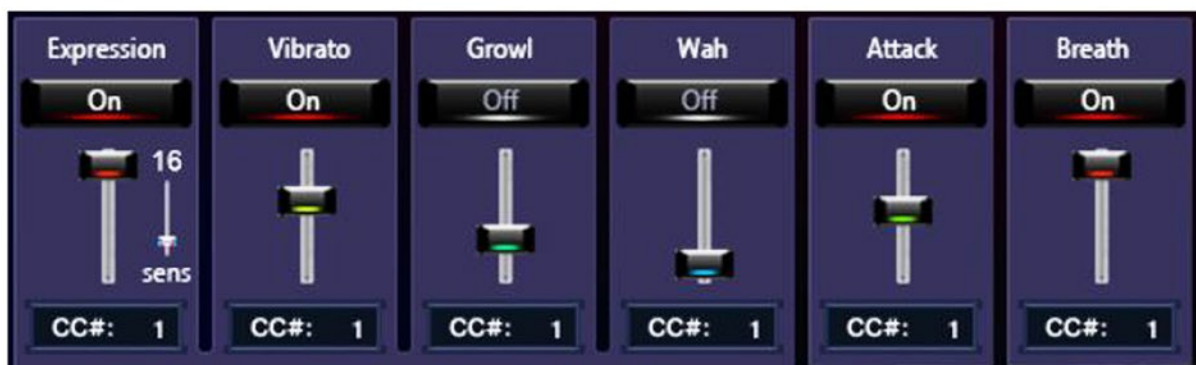 Expression Vibrato Growl Wah Attack Breath
On On Off Off On On
16
sens
CC#: 1 CC#: 1 CC#: 1 CC#: 1 CC#: 1 CC#: 1